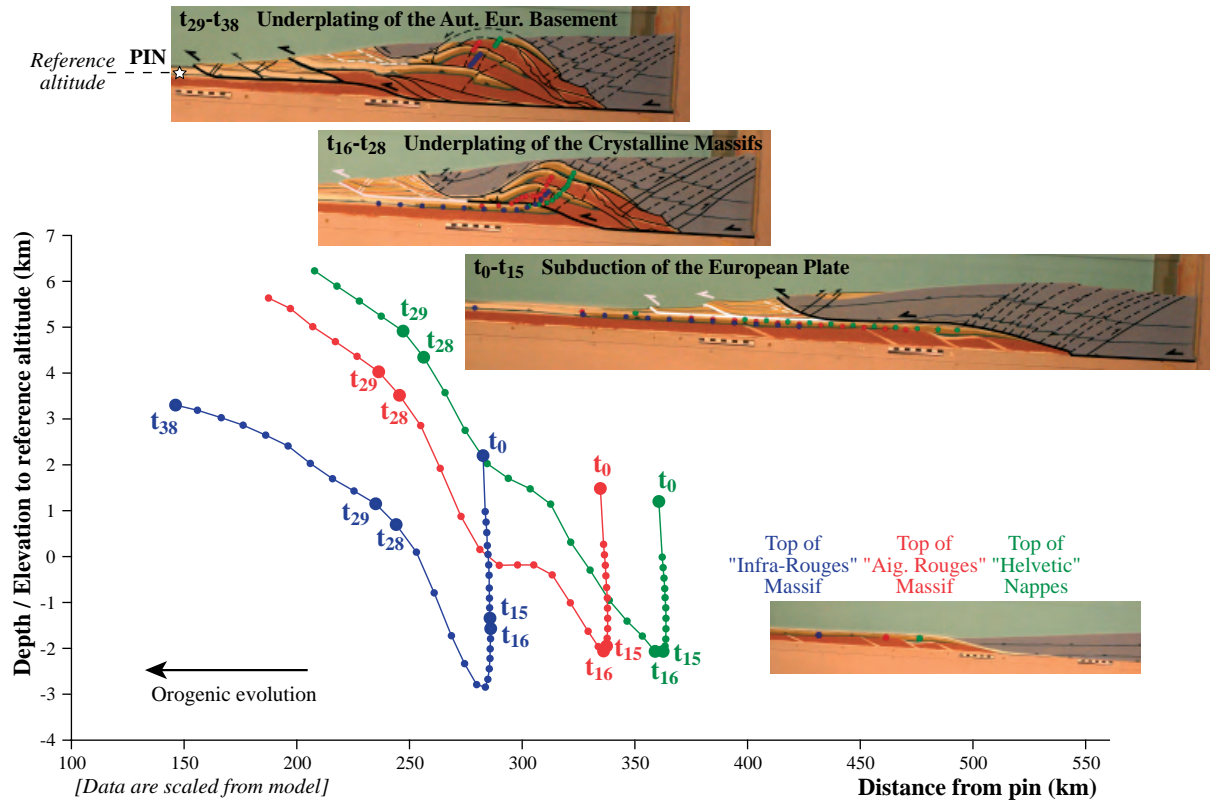 t29-t38 Underplating of the Aut. Eur. Basement
PIN
Reference
altitude
t16-t28 Underplating of the Crystalline Massifs
t0-t15 Subduction of the European Plate
Depth / Elevation to reference altitude (km)
7
6
5
4
3
2
1
0
-1
-2
-3
-4
t29
t28
t29
t28
t38
t29
t28
t0
t15
t16
t0
t15
t16
t0
t15
t16
Top of
"Infra-Rouges"
Massif
Top of
"Aig. Rouges"
Massif
Top of
"Helvetic"
Nappes
Orogenic evolution
100
150
200
250
300
350
400
450
500
550
[Data are scaled from model]
Distance from pin (km)